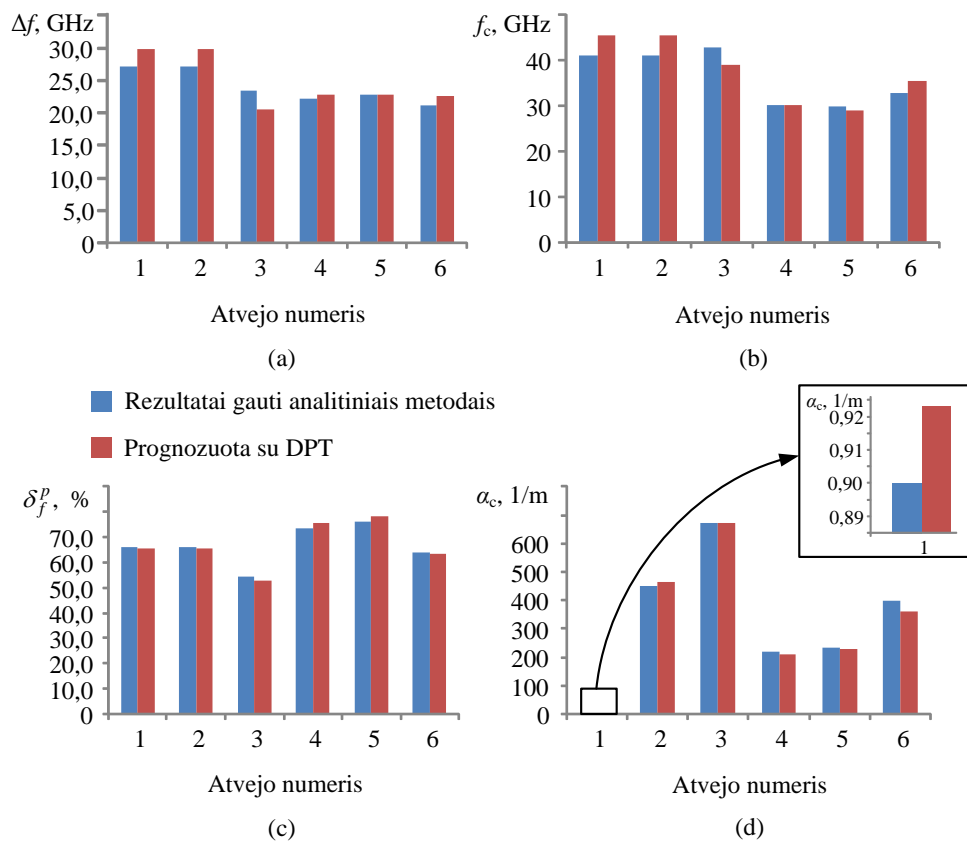 Δf, GHz
30,0
25,0
20,0
15,0
10,0
5,0
0
1 2 3 4 5 6
Atvejo numeris
(a)
f_c, GHz
40
30
20
10
0
1 2 3 4 5 6
Atvejo numeris
(b)
Rezultatai gauti analitiniais metodais
Prognozuota su DPT
δ_f^p, %
70,0
60,0
50,0
40,0
30,0
20,0
10,0
0
1 2 3 4 5 6
Atvejo numeris
(c)
α_c, 1/m
600
500
400
300
200
100
0
1 2 3 4 5 6
Atvejo numeris
(d)
α_c, 1/m
0,92
0,91
0,90
0,89
1